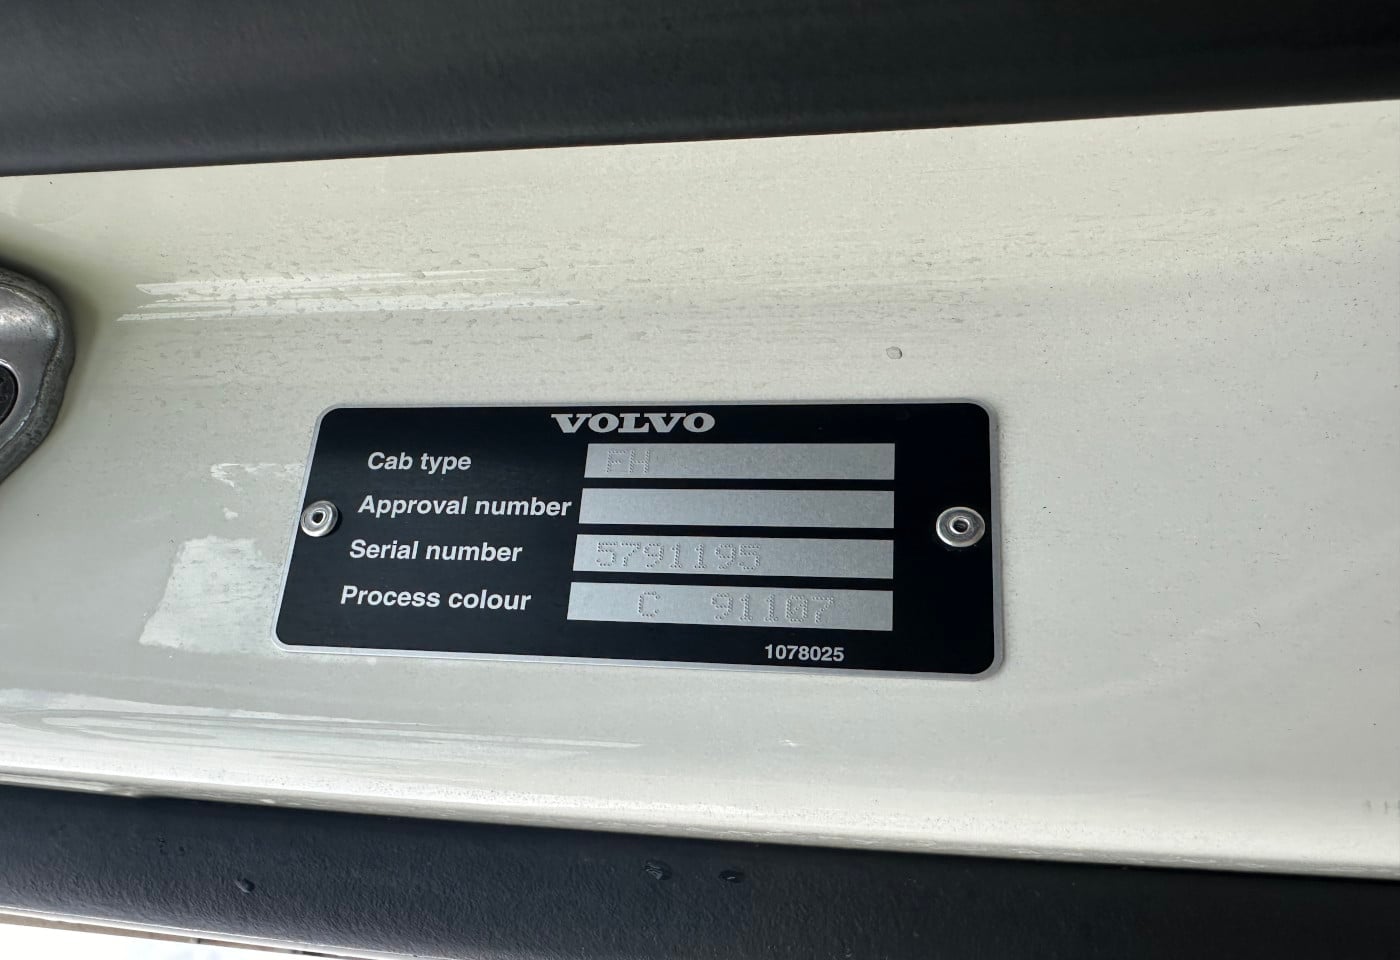 VOLVO
Cab type FH
Approval number
Serial number 5791195
Process colour C 91107
1078025